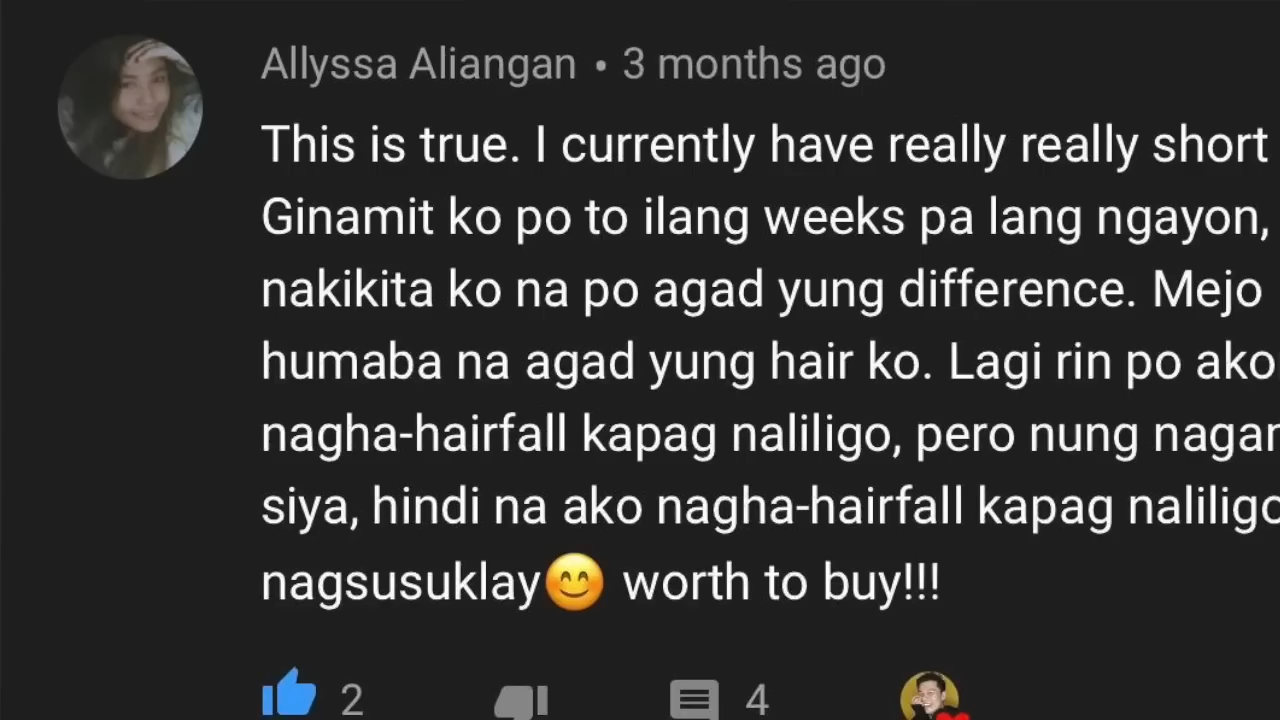 Allyssa Aliangan • 3 months ago
This is true. I currently have really really short
Ginamit ko po to ilang weeks pa lang ngayon,
nakikita ko na po agad yung difference. Mejo
humaba na agad yung hair ko. Lagi rin po ako
nagha-hairfall kapag naliligo, pero nung
siya, hindi na ako nagha-hairfall kapag naliligo
nagsusuklay😊 worth to buy!!!
2 4